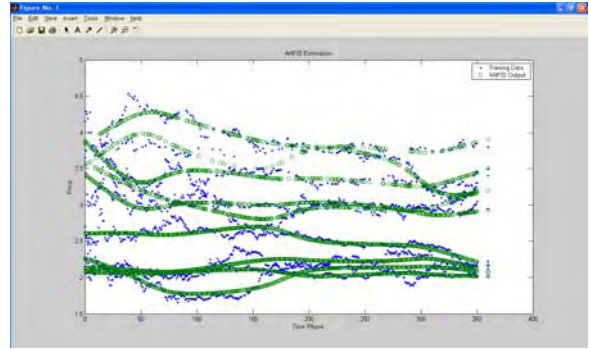 Figure No. 1
File Edit View Insert Tools Window Help
ANFIS Estimation
Training Data
ANFIS Output
Price
5
4.5
4
3.5
3
2.5
2
1.5
0 50 100 150 200 250 300 350 400
Time Phase